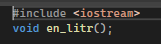 #include <iostream>
void en_litr();